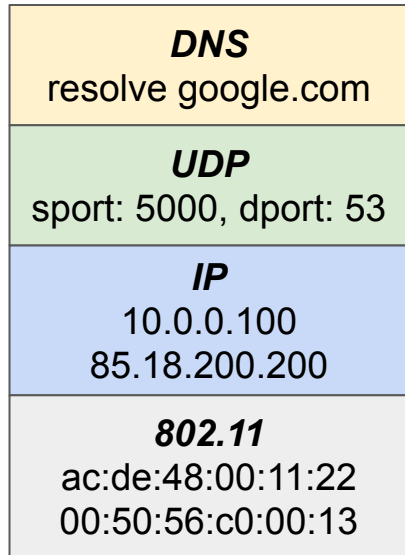 DNS
resolve google.com
UDP
sport: 5000, dport: 53
IP
10.0.0.100
85.18.200.200
802.11
ac:de:48:00:11:22
00:50:56:c0:00:13